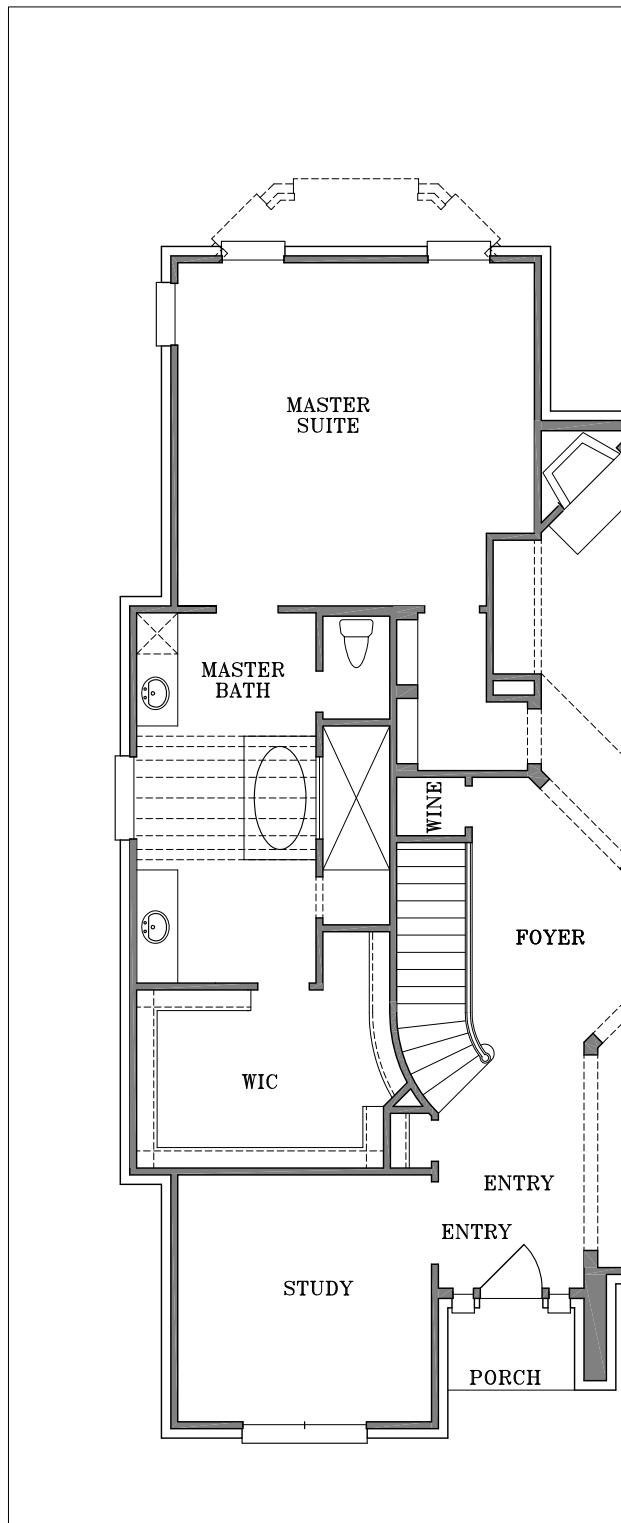 MASTER
SUITE
MASTER
BATH
WINE
FOYER
WIC
ENTRY
ENTRY
STUDY
PORCH